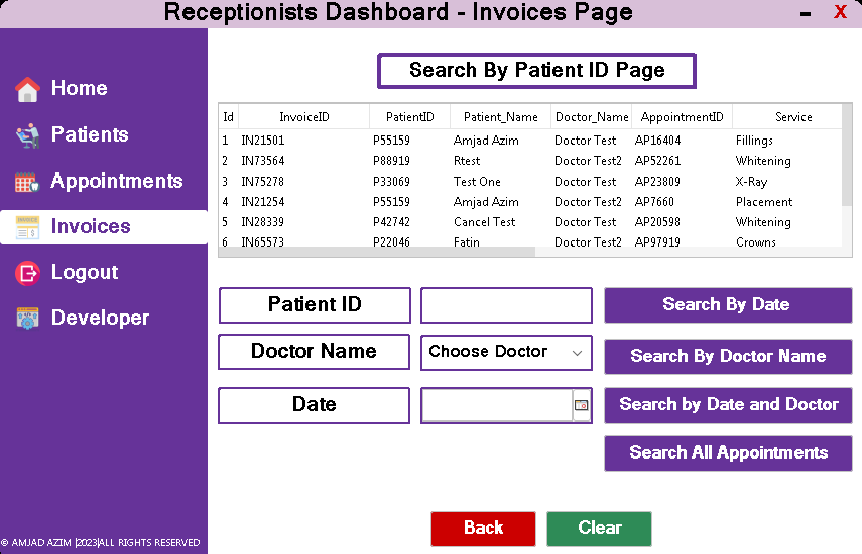 Receptionists Dashboard - Invoices Page
X
Home
Patients
Appointments
Invoices
Logout
Developer
© AMJAD AZIM |2023|ALL RIGHTS RESERVED
Search By Patient ID Page
Id InvoiceID PatientID Patient_Name Doctor_Name AppointmentID Service
1 IN21501 P55159 Amjad Azim Doctor Test AP16404 Fillings
2 IN73564 P88919 Rtest Doctor Test2 AP52261 Whitening
3 IN75278 P33069 Test One Doctor Test AP23809 X-Ray
4 IN21254 P55159 Amjad Azim Doctor Test2 AP7660 Placement
5 IN28339 P42742 Cancel Test Doctor Test AP20598 Whitening
6 IN65573 P22046 Fatin Doctor Test2 AP97919 Crowns
Patient ID Search By Date
Doctor Name Choose Doctor Search By Doctor Name
Date Search by Date and Doctor
Search All Appointments
Back Clear